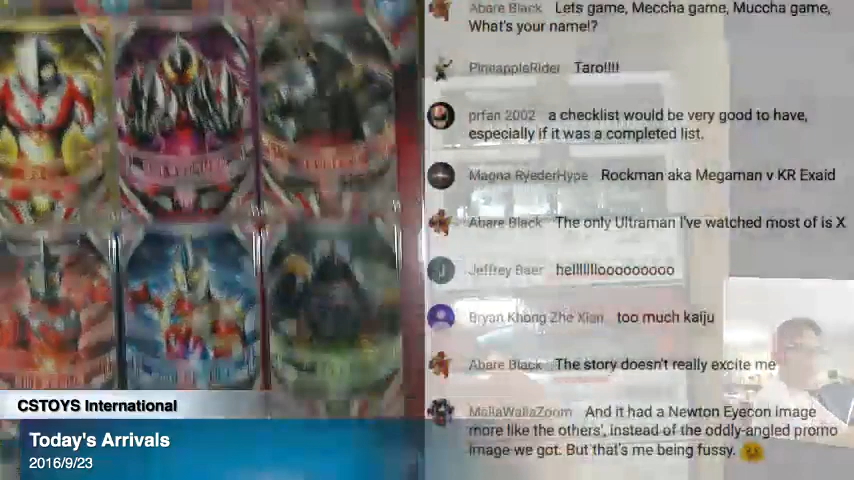 Abare Black Lets game, Meccha game, Muccha game,
What's your name!?
PineappleRider Taro!!!!
prfan 2002 a checklist would be very good to have,
especially if it was a completed list.
Magna RyederHype Rockman aka Megaman v KR Exaid
Abare Black The only Ultraman I've watched most of is X
Jeffrey Baer helllllllooooooooo
Bryan Khong Zhe Xian too much kaiju
Abare Black The story doesn't really excite me
MallaWallaZoom And it had a Newton Eyecon image
more like the others', instead of the oddly-angled promo
image we got. But that's me being fussy.
CSTOYS International
Today's Arrivals
2016/9/23